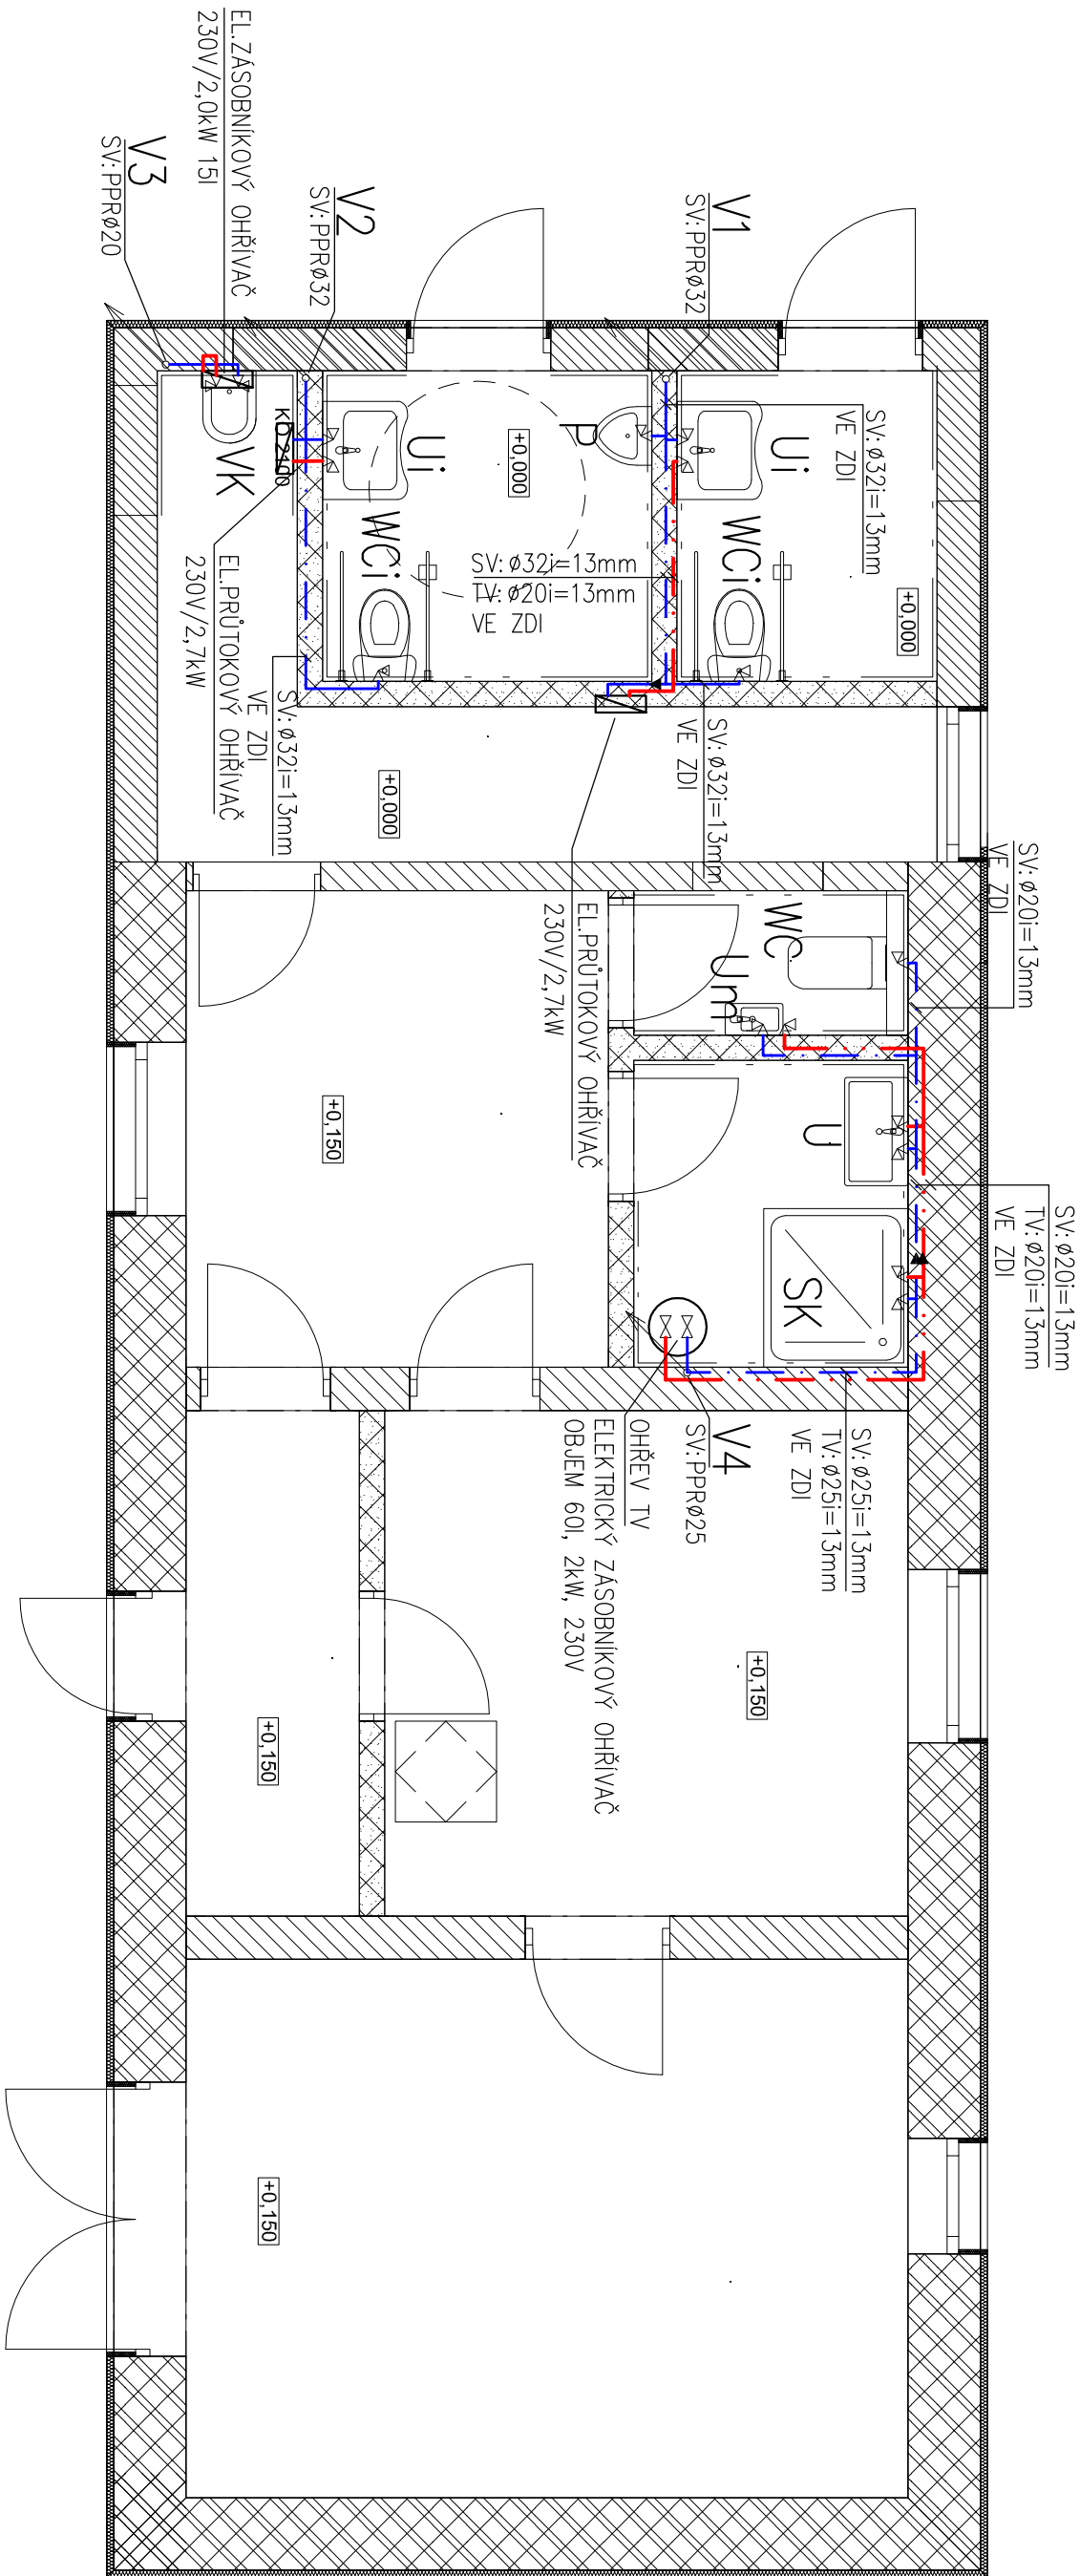 EL.ZÁSOBNÍKOVÝ OHŘÍVAČ
230V/2,0kW 15l
V3
SV:PPRø20
V2
SV:PPRø32
V1
SV:PPRø32
SV:ø32i=13mm
VE ZDI
Ui
WCi
+0,000
P
+0,000
SV:ø32i=13mm
TV:ø20i=13mm
VE ZDI
Ui
WCi
VK
EL.PRŮTOKOVÝ OHŘÍVAČ
230V/2,7kW
SV:ø32i=13mm
VE ZDI
SV:ø32i=13mm
VE ZDI
+0,000
EL.PRŮTOKOVÝ OHŘÍVAČ
230V/2,7kW
SV:ø20i=13mm
VE ZDI
WC
Um
SV:ø20i=13mm
TV:ø20i=13mm
VE ZDI
U
SK
+0,150
SV:ø25i=13mm
TV:ø25i=13mm
VE ZDI
V4
SV:PPRø25
OHŘEV TV
ELEKTRICKÝ ZÁSOBNÍKOVÝ OHŘÍVAČ
OBJEM 60l, 2kW, 230V
+0,150
+0,150
+0,150